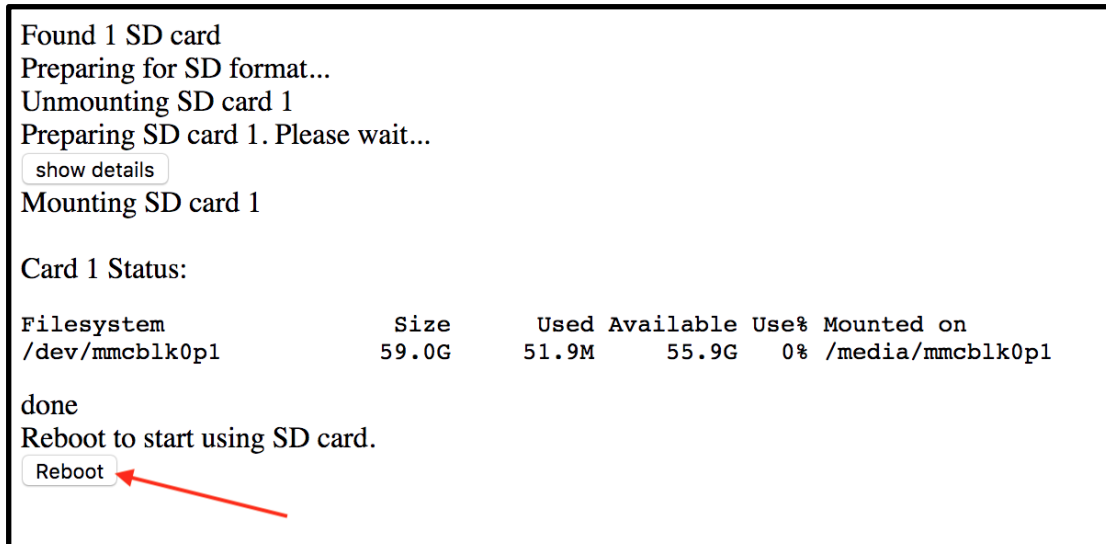 Found 1 SD card
Preparing for SD format...
Unmounting SD card 1
Preparing SD card 1. Please wait...
show details
Mounting SD card 1
Card 1 Status:
Filesystem Size Used Available Use% Mounted on
/dev/mmcblk0p1 59.0G 51.9M 55.9G 0% /media/mmcblk0p1
done
Reboot to start using SD card.
Reboot